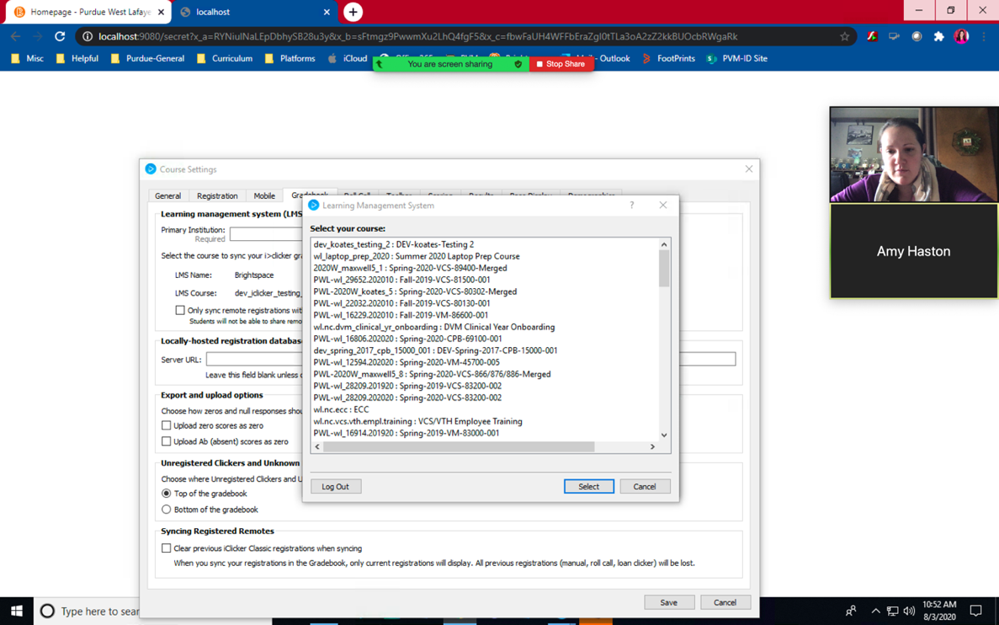 Homepage - Purdue West Lafaye
localhost
localhost:9080/secret?x_a=RYNiulNaLEpDbhySB28u3y&x_b=sFtmgz9PwwmXu2LhQ4fgF5&x_c=fbwFaUH4WFFbEraZgI0tTLa3oA2zZ2kkBUOcbRWgaRk
Misc Helpful Purdue-General Curriculum Platforms iCloud Outlook FootPrints PVM-ID Site
You are screen sharing Stop Share
Course Settings
General Registration Mobile
Learning Management System
Learning management system (LMS
Select your course:
Primary Institution:
Required
dev_koates_testing_2 : DEV-koates-Testing 2
wl_laptop_prep_2020 : Summer 2020 Laptop Prep Course
2020W_maxwell5_1 : Spring-2020-VCS-89400-Merged
PWL-wl_29652.202010 : Fall-2019-VCS-81500-001
PWL-2020W_koates_5 : Spring-2020-VCS-80302-Merged
PWL-wl_22032.202010 : Fall-2019-VCS-80130-001
PWL-wl_16229.202010 : Fall-2019-VM-86600-001
wl.nc.dvm_clinical_yr_onboarding : DVM Clinical Year Onboarding
PWL-wl_16806.202020 : Spring-2020-CPB-69100-001
dev_spring_2017_cpb_15000_001 : DEV-Spring-2017-CPB-15000-001
PWL-wl_12594.202020 : Spring-2020-VM-45700-005
PWL-2020W_maxwell5_8 : Spring-2020-VCS-866/876/886-Merged
PWL-wl_28209.201920 : Spring-2019-VCS-83200-002
PWL-wl_28209.202020 : Spring-2020-VCS-83200-002
wl.nc.ecc : ECC
wl.nc.vcs.vth.empl.training : VCS/VTH Employee Training
PWL-wl_16914.201920 : Spring-2019-VM-83000-001
Log Out Select Cancel
Select the course to sync your i>clicker gra
LMS Name: Brightspace
LMS Course: dev_iclicker_testing_
Only sync remote registrations wit
Students will not be able to share remo
Locally-hosted registration databas
Server URL:
Leave this field blank unless
Export and upload options
Choose how zeros and null responses shou
Upload zero scores as zero
Upload Ab (absent) scores as zero
Unregistered Clickers and Unknown
Choose where Unregistered Clickers and U
Top of the gradebook
Bottom of the gradebook
Syncing Registered Remotes
Clear previous iClicker Classic registrations when syncing
When you sync your registrations in the Gradebook, only current registrations will display. All previous registrations (manual, roll call, loan clicker) will be lost.
Save Cancel
Amy Haston
Type here to sear
10:52 AM
8/3/2020